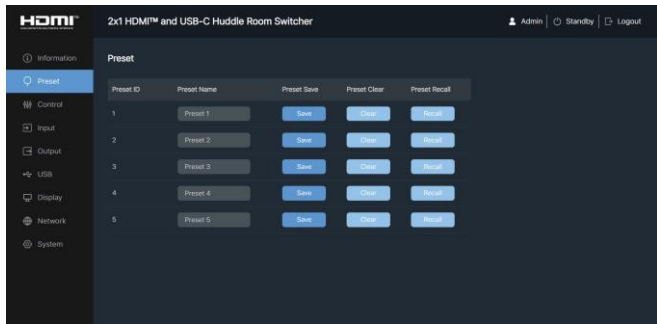 HDMI™
2x1 HDMI™ and USB-C Huddle Room Switcher
Admin
Standby
Logout
Information
Preset
Control
Input
Output
USB
Display
Network
System
Preset
Preset ID Preset Name Preset Save Preset Clear Preset Recall
1 Preset 1 Save Clear Recall
2 Preset 2 Save Clear Recall
3 Preset 3 Save Clear Recall
4 Preset 4 Save Clear Recall
5 Preset 5 Save Clear Recall